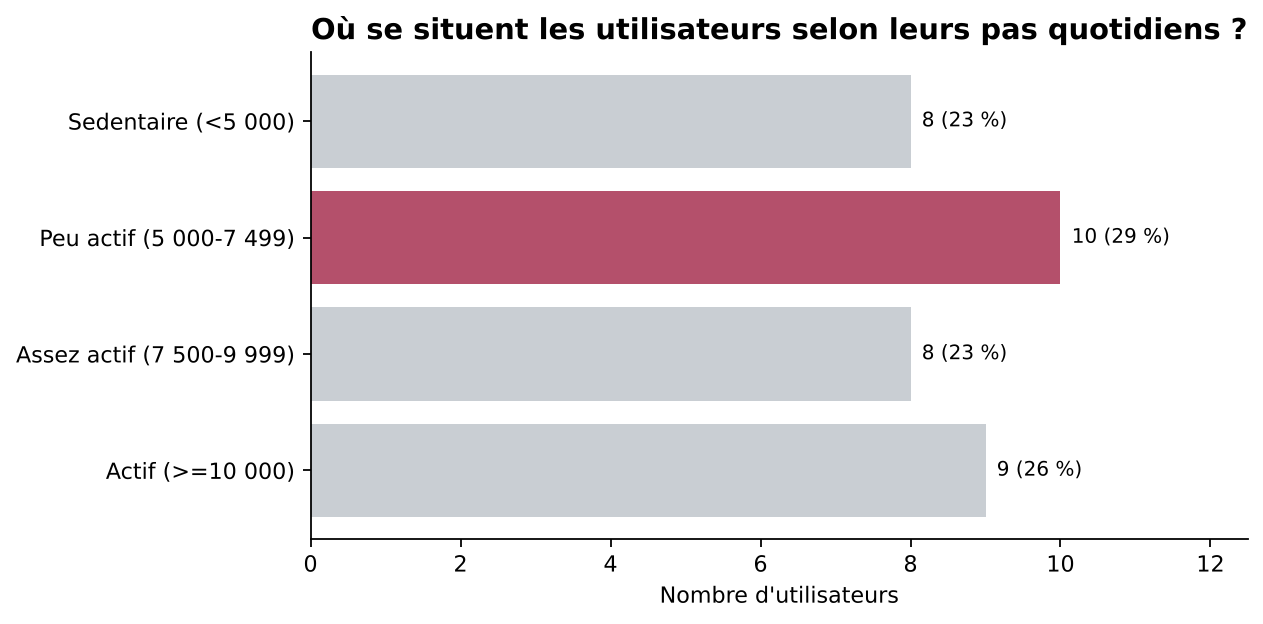 Où se situent les utilisateurs selon leurs pas quotidiens ?
Sedentaire (<5 000)
8 (23 %)
Peu actif (5 000-7 499)
10 (29 %)
Assez actif (7 500-9 999)
8 (23 %)
Actif (>=10 000)
9 (26 %)
0 2 4 6 8 10 12
Nombre d'utilisateurs